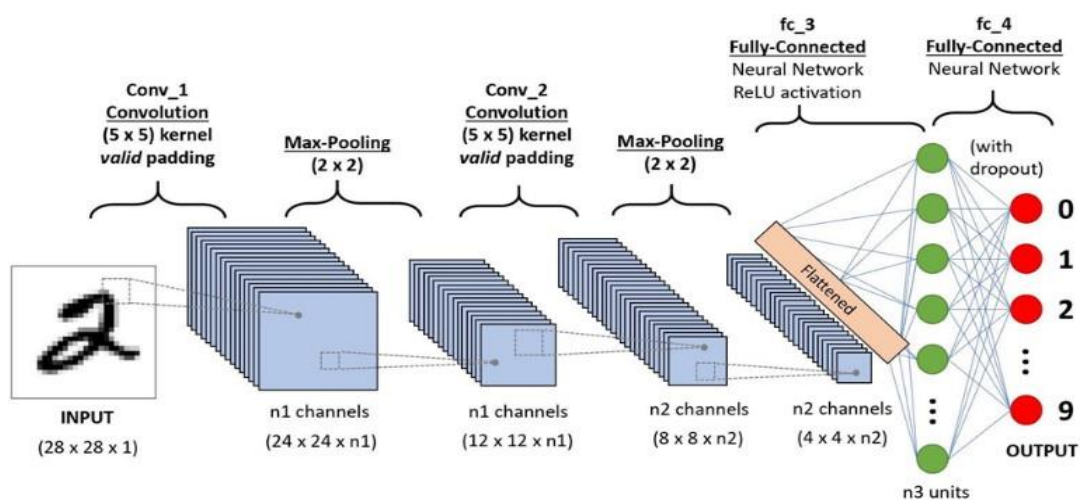 fc_3
Fully-Connected
Neural Network
ReLU activation
fc_4
Fully-Connected
Neural Network
Conv_1
Convolution
(5 x 5) kernel
valid padding
Max-Pooling
(2 x 2)
Conv_2
Convolution
(5 x 5) kernel
valid padding
Max-Pooling
(2 x 2)
(with
dropout)
Flattened
0
1
2
...
9
...
INPUT
(28 x 28 x 1)
n1 channels
(24 x 24 x n1)
n1 channels
(12 x 12 x n1)
n2 channels
(8 x 8 x n2)
n2 channels
(4 x 4 x n2)
n3 units
OUTPUT
2